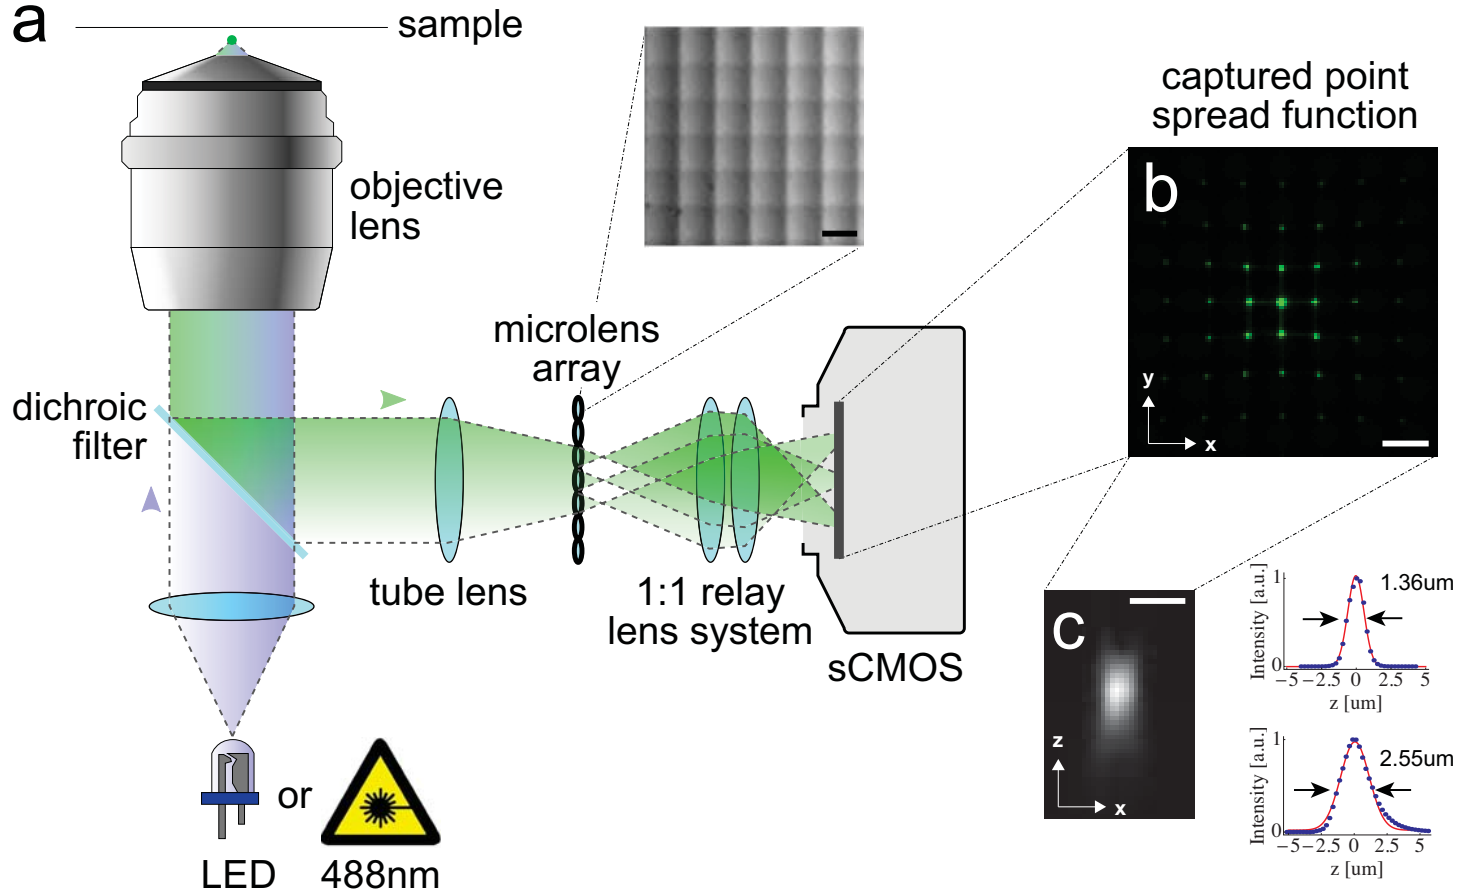 a
sample
objective
lens
dichroic
filter
tube lens
microlens
array
1:1 relay
lens system
sCMOS
LED
or
488nm
captured point
spread function
b
y
x
c
z
x
Intensity [a.u.]
1
0
1.36um
−5 −2.5 0 2.5 5
z [um]
Intensity [a.u.]
1
0
2.55um
−5 −2.5 0 2.5 5
z [um]